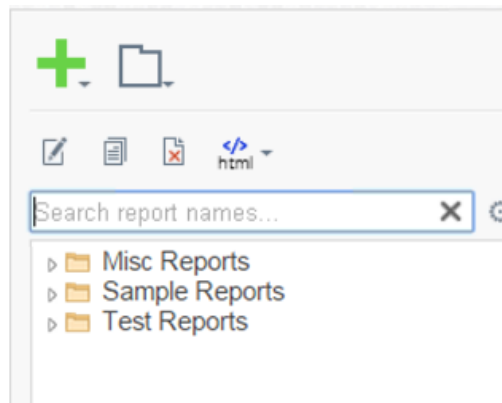 </>
html
Search report names...
Misc Reports
Sample Reports
Test Reports